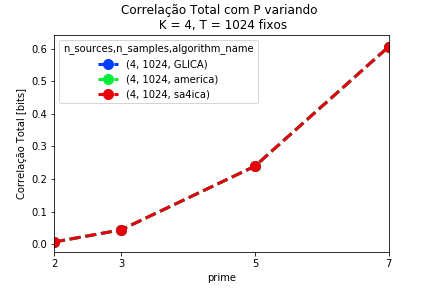 Correlação Total com P variando
K = 4, T = 1024 fixos
n_sources,n_samples,algorithm_name
(4, 1024, GLICA)
(4, 1024, america)
(4, 1024, sa4ica)
Correlação Total [bits]
0.6
0.5
0.4
0.3
0.2
0.1
0.0
2
3
5
7
prime